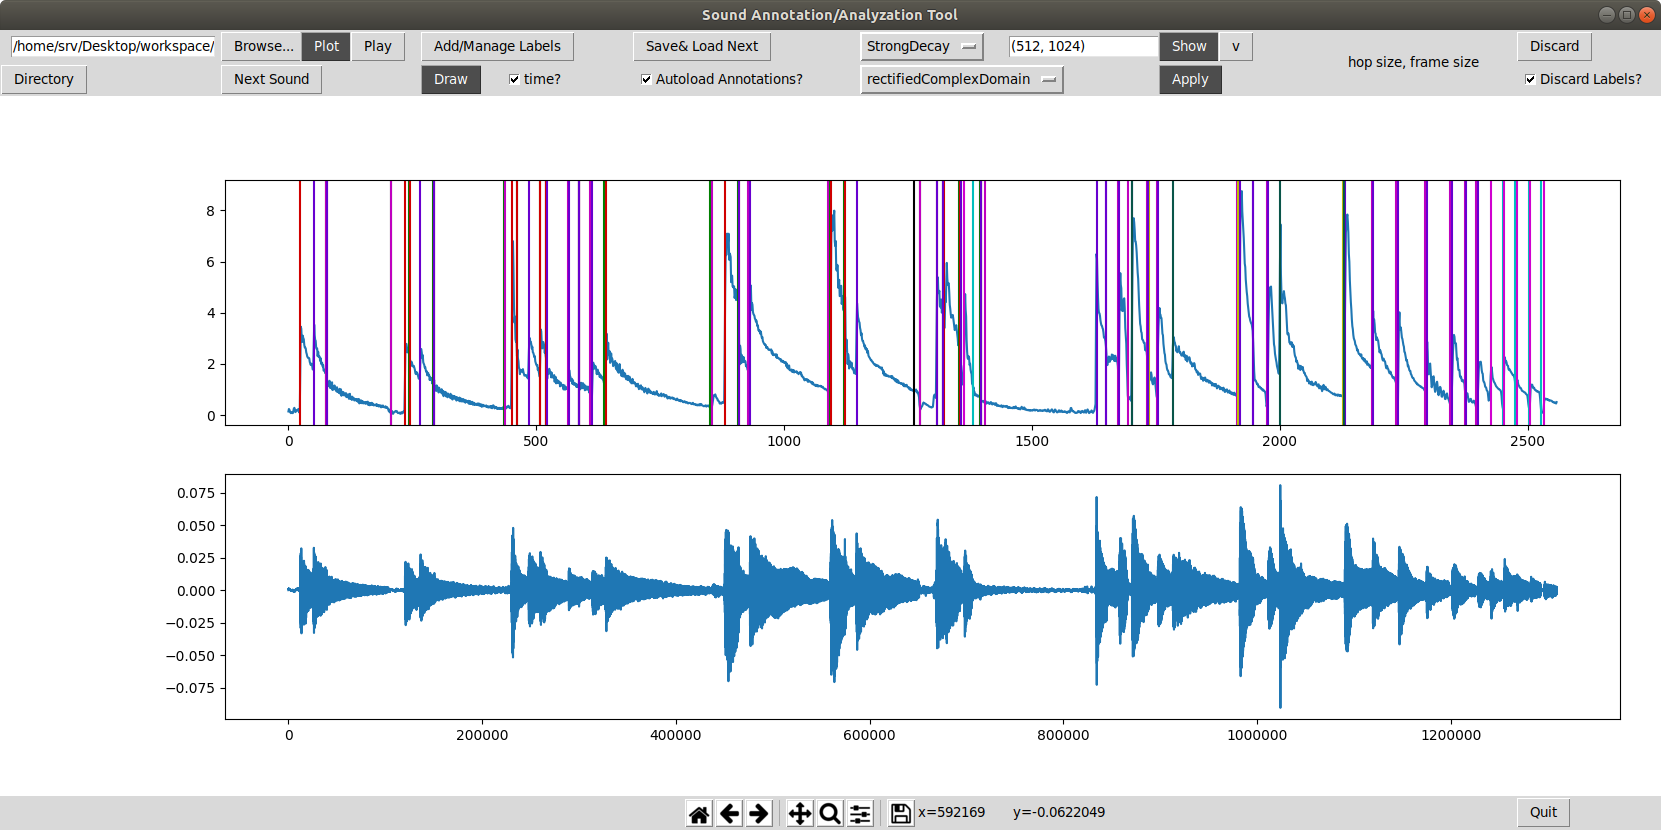 Sound Annotation/Analyzation Tool
/home/srv/Desktop/workspace/ Browse... Plot Play Add/Manage Labels Save& Load Next StrongDecay (512, 1024) Show v Discard
hop size, frame size
Directory Next Sound Draw time? Autoload Annotations? rectifiedComplexDomain Apply Discard Labels?
8
6
4
2
0
0 500 1000 1500 2000 2500
0.075
0.050
0.025
0.000
−0.025
−0.050
−0.075
0 200000 400000 600000 800000 1000000 1200000
x=592169 y=-0.0622049 Quit